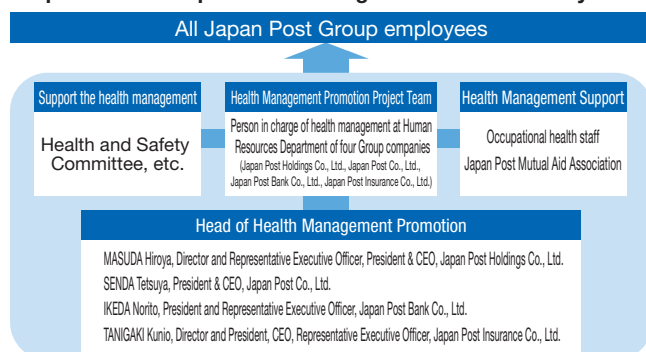 All Japan Post Group employees
Support the health management
Health and Safety
Committee, etc.
Health Management Promotion Project Team
Person in charge of health management at Human
Resources Department of four Group companies
(Japan Post Holdings Co., Ltd., Japan Post Co., Ltd.,
Japan Post Bank Co., Ltd., Japan Post Insurance Co., Ltd.)
Health Management Support
Occupational health staff
Japan Post Mutual Aid Association
Head of Health Management Promotion
MASUDA Hiroya, Director and Representative Executive Officer, President & CEO, Japan Post Holdings Co., Ltd.
SENDA Tetsuya, President & CEO, Japan Post Co., Ltd.
IKEDA Norito, President and Representative Executive Officer, Japan Post Bank Co., Ltd.
TANIGAKI Kunio, Director and President, CEO, Representative Executive Officer, Japan Post Insurance Co., Ltd.